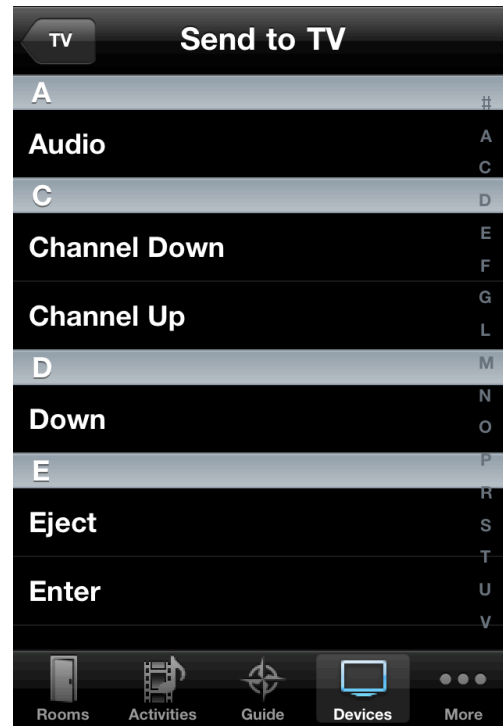 TV
Send to TV
A
Audio
C
Channel Down
Channel Up
D
Down
E
Eject
Enter
#
A
C
D
E
F
G
L
M
N
O
P
R
S
T
U
V
Rooms
Activities
Guide
Devices
More